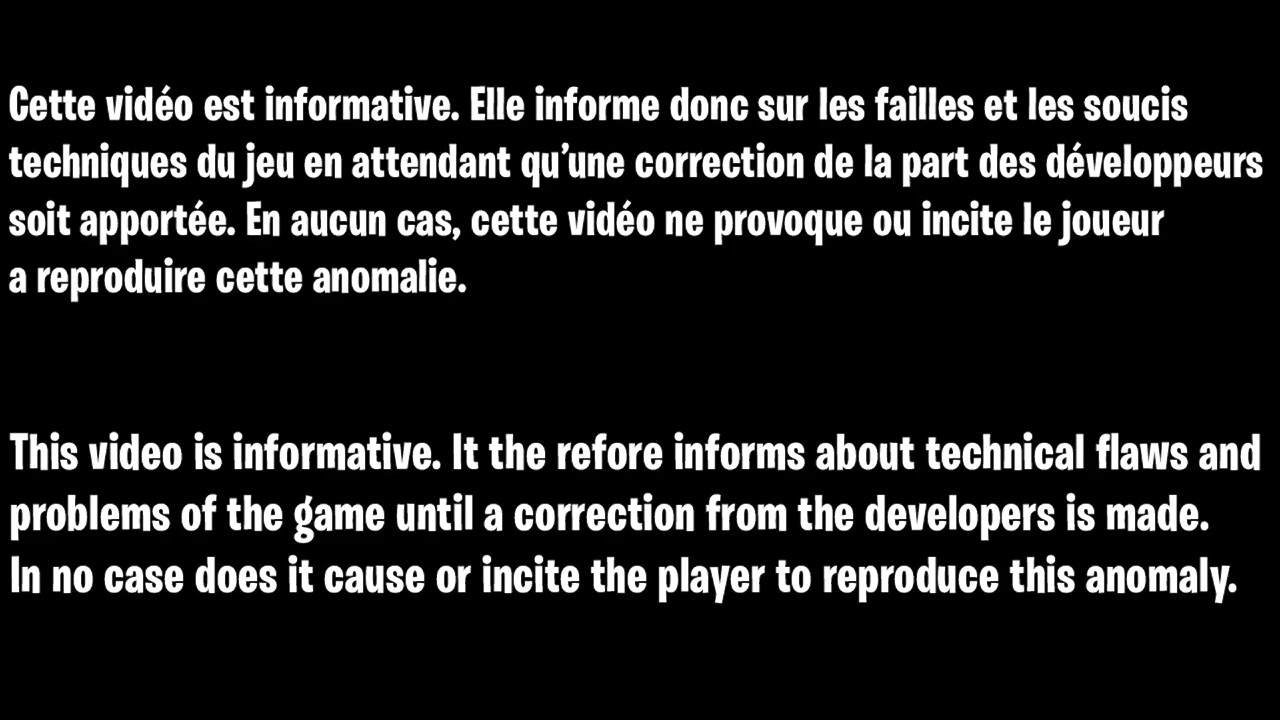 Cette vidéo est informative. Elle informe donc sur les failles et les soucis
techniques du jeu en attendant qu’une correction de la part des développeurs
soit apportée. En aucun cas, cette vidéo ne provoque ou incite le joueur
a reproduire cette anomalie.
This video is informative. It the refore informs about technical flaws and
problems of the game until a correction from the developers is made.
In no case does it cause or incite the player to reproduce this anomaly.